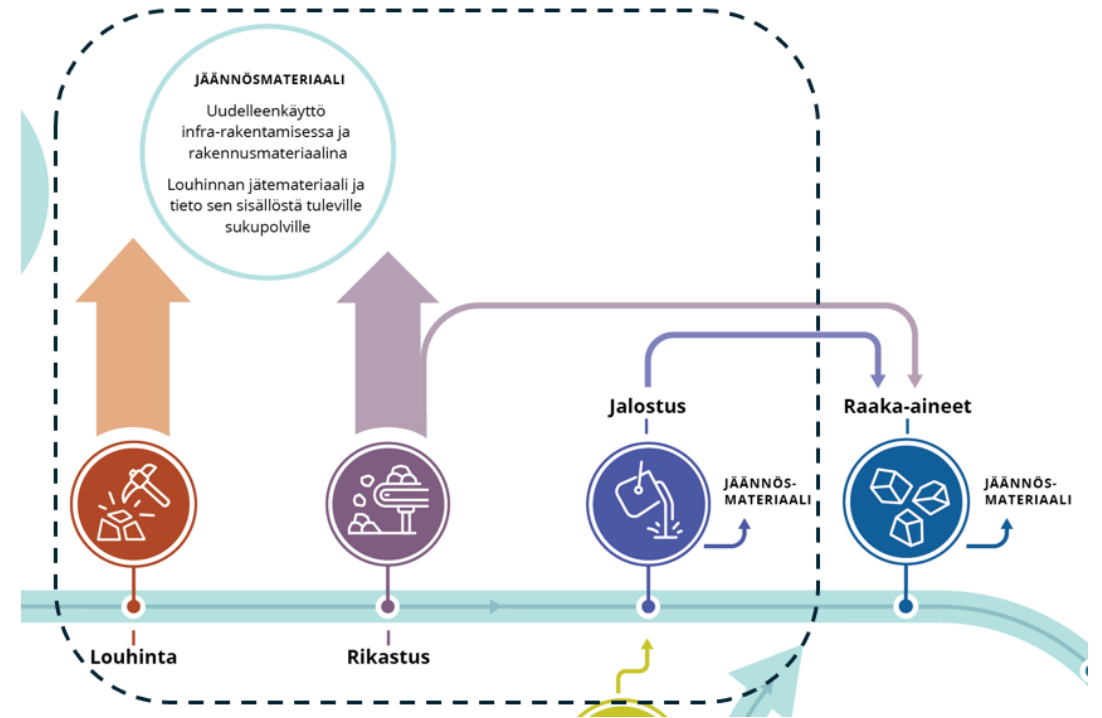 JÄÄNNÖSMATERIAALI
Uudelleenkäyttö
infra-rakentamisessa ja
rakennusmateriaalina
Louhinnan jätemateriaali ja
tieto sen sisällöstä tuleville
sukupolville
Jalostus
Raaka-aineet
JÄÄNNÖS-
MATERIAALI
JÄÄNNÖS-
MATERIAALI
Louhinta
Rikastus